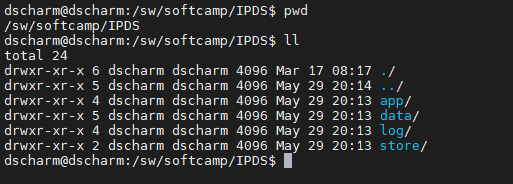 dscharm@dscharm:/sw/softcamp/IPDS$ pwd
/sw/softcamp/IPDS
dscharm@dscharm:/sw/softcamp/IPDS$ ll
total 24
drwxr-xr-x 6 dscharm dscharm 4096 Mar 17 08:17 ./
drwxr-xr-x 5 dscharm dscharm 4096 May 29 20:14 ../
drwxr-xr-x 4 dscharm dscharm 4096 May 29 20:13 app/
drwxr-xr-x 5 dscharm dscharm 4096 May 29 20:13 data/
drwxr-xr-x 4 dscharm dscharm 4096 May 29 20:13 log/
drwxr-xr-x 2 dscharm dscharm 4096 May 29 20:13 store/
dscharm@dscharm:/sw/softcamp/IPDS$